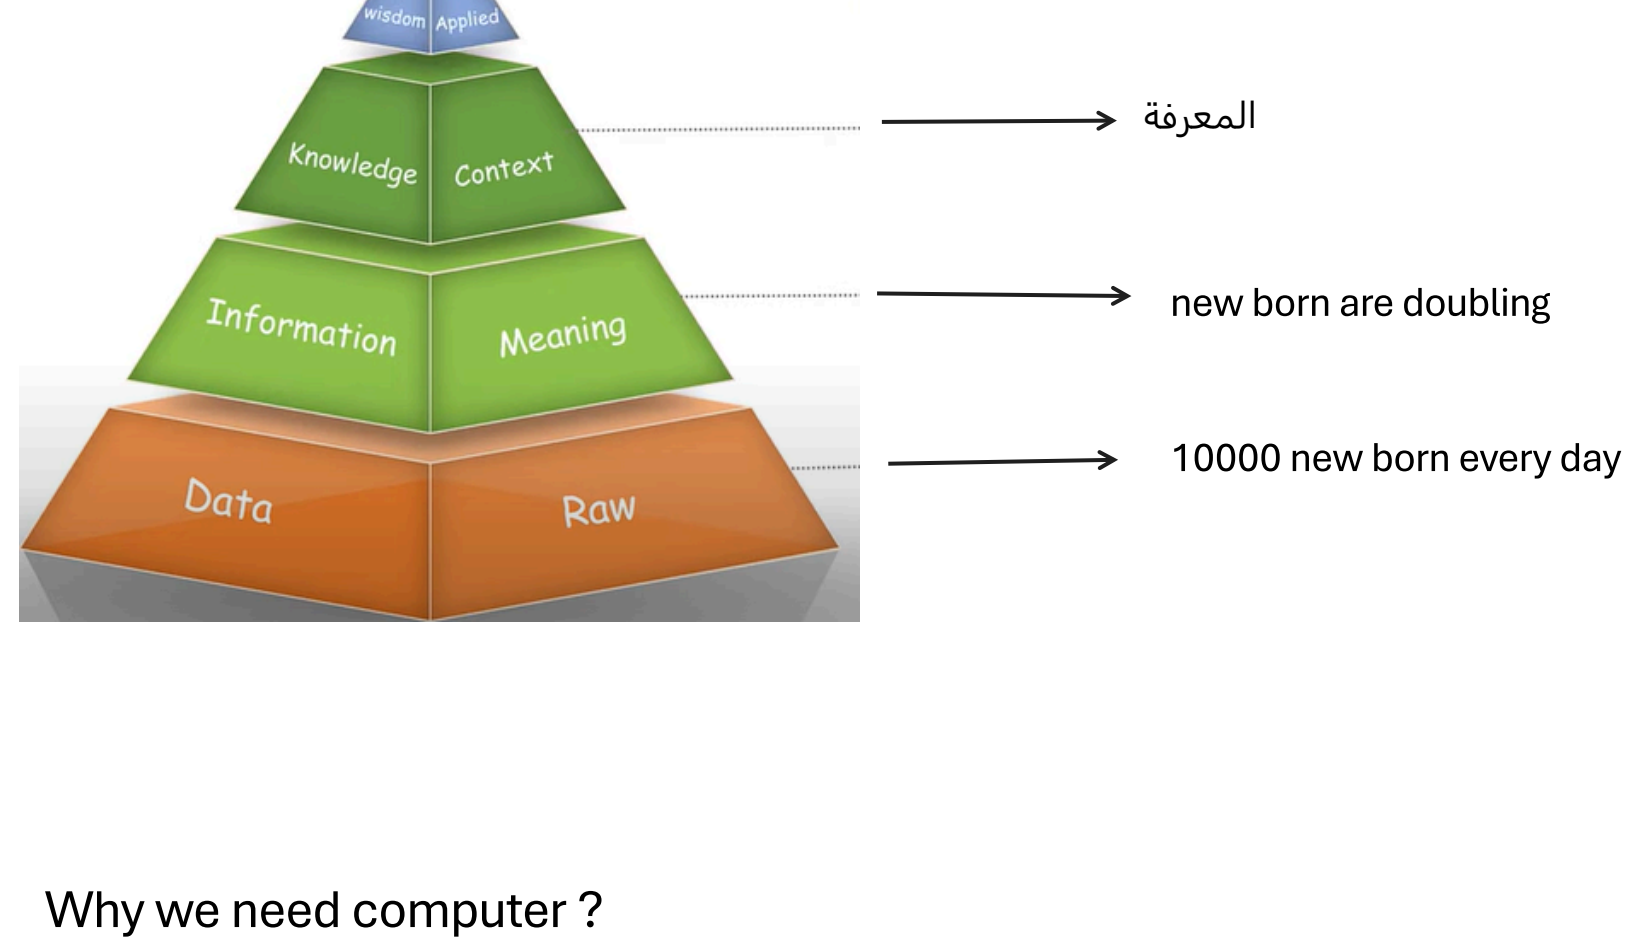 wisdom Applied
المعرفة
Knowledge Context
new born are doubling
Information Meaning
10000 new born every day
Data Raw
Why we need computer ?